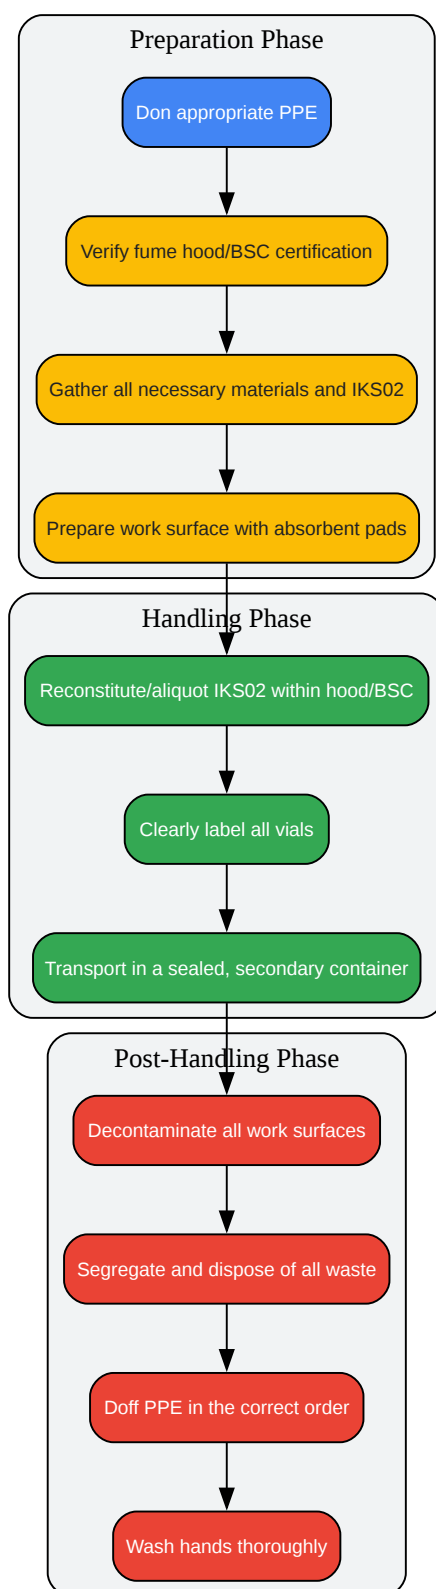 Preparation Phase
Don appropriate PPE
Verify fume hood/BSC certification
Gather all necessary materials and IKS02
Prepare work surface with absorbent pads
Handling Phase
Reconstitute/aliquot IKS02 within hood/BSC
Clearly label all vials
Transport in a sealed, secondary container
Post-Handling Phase
Decontaminate all work surfaces
Segregate and dispose of all waste
Doff PPE in the correct order
Wash hands thoroughly